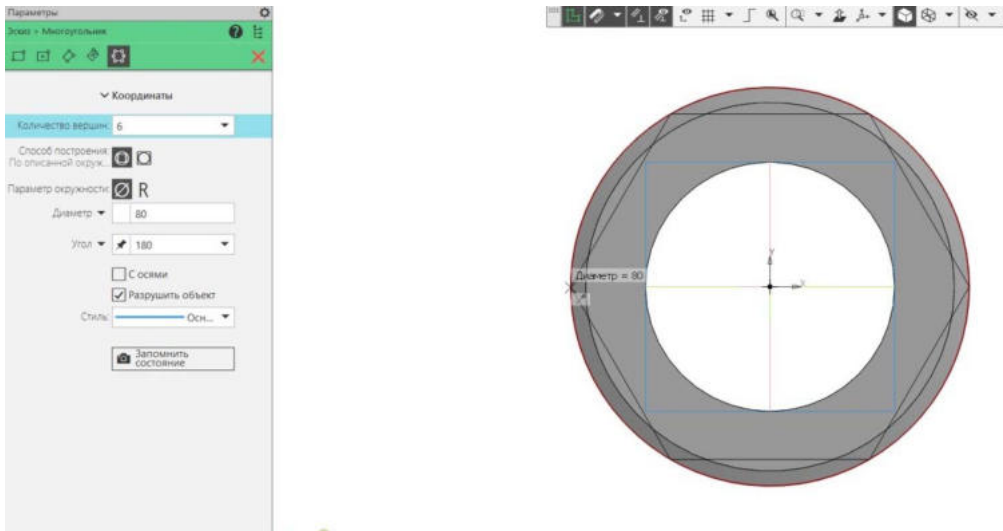 Параметры
Эскиз > Многоугольник
Координаты
Количество вершин: 6
Способ построения:
По описанной окруж...
Параметр окружности: R
Диаметр 80
Угол 180
С осями
Разрушить объект
Стиль: Осн...
Запомнить
состояние
Y
X
Диаметр = 80